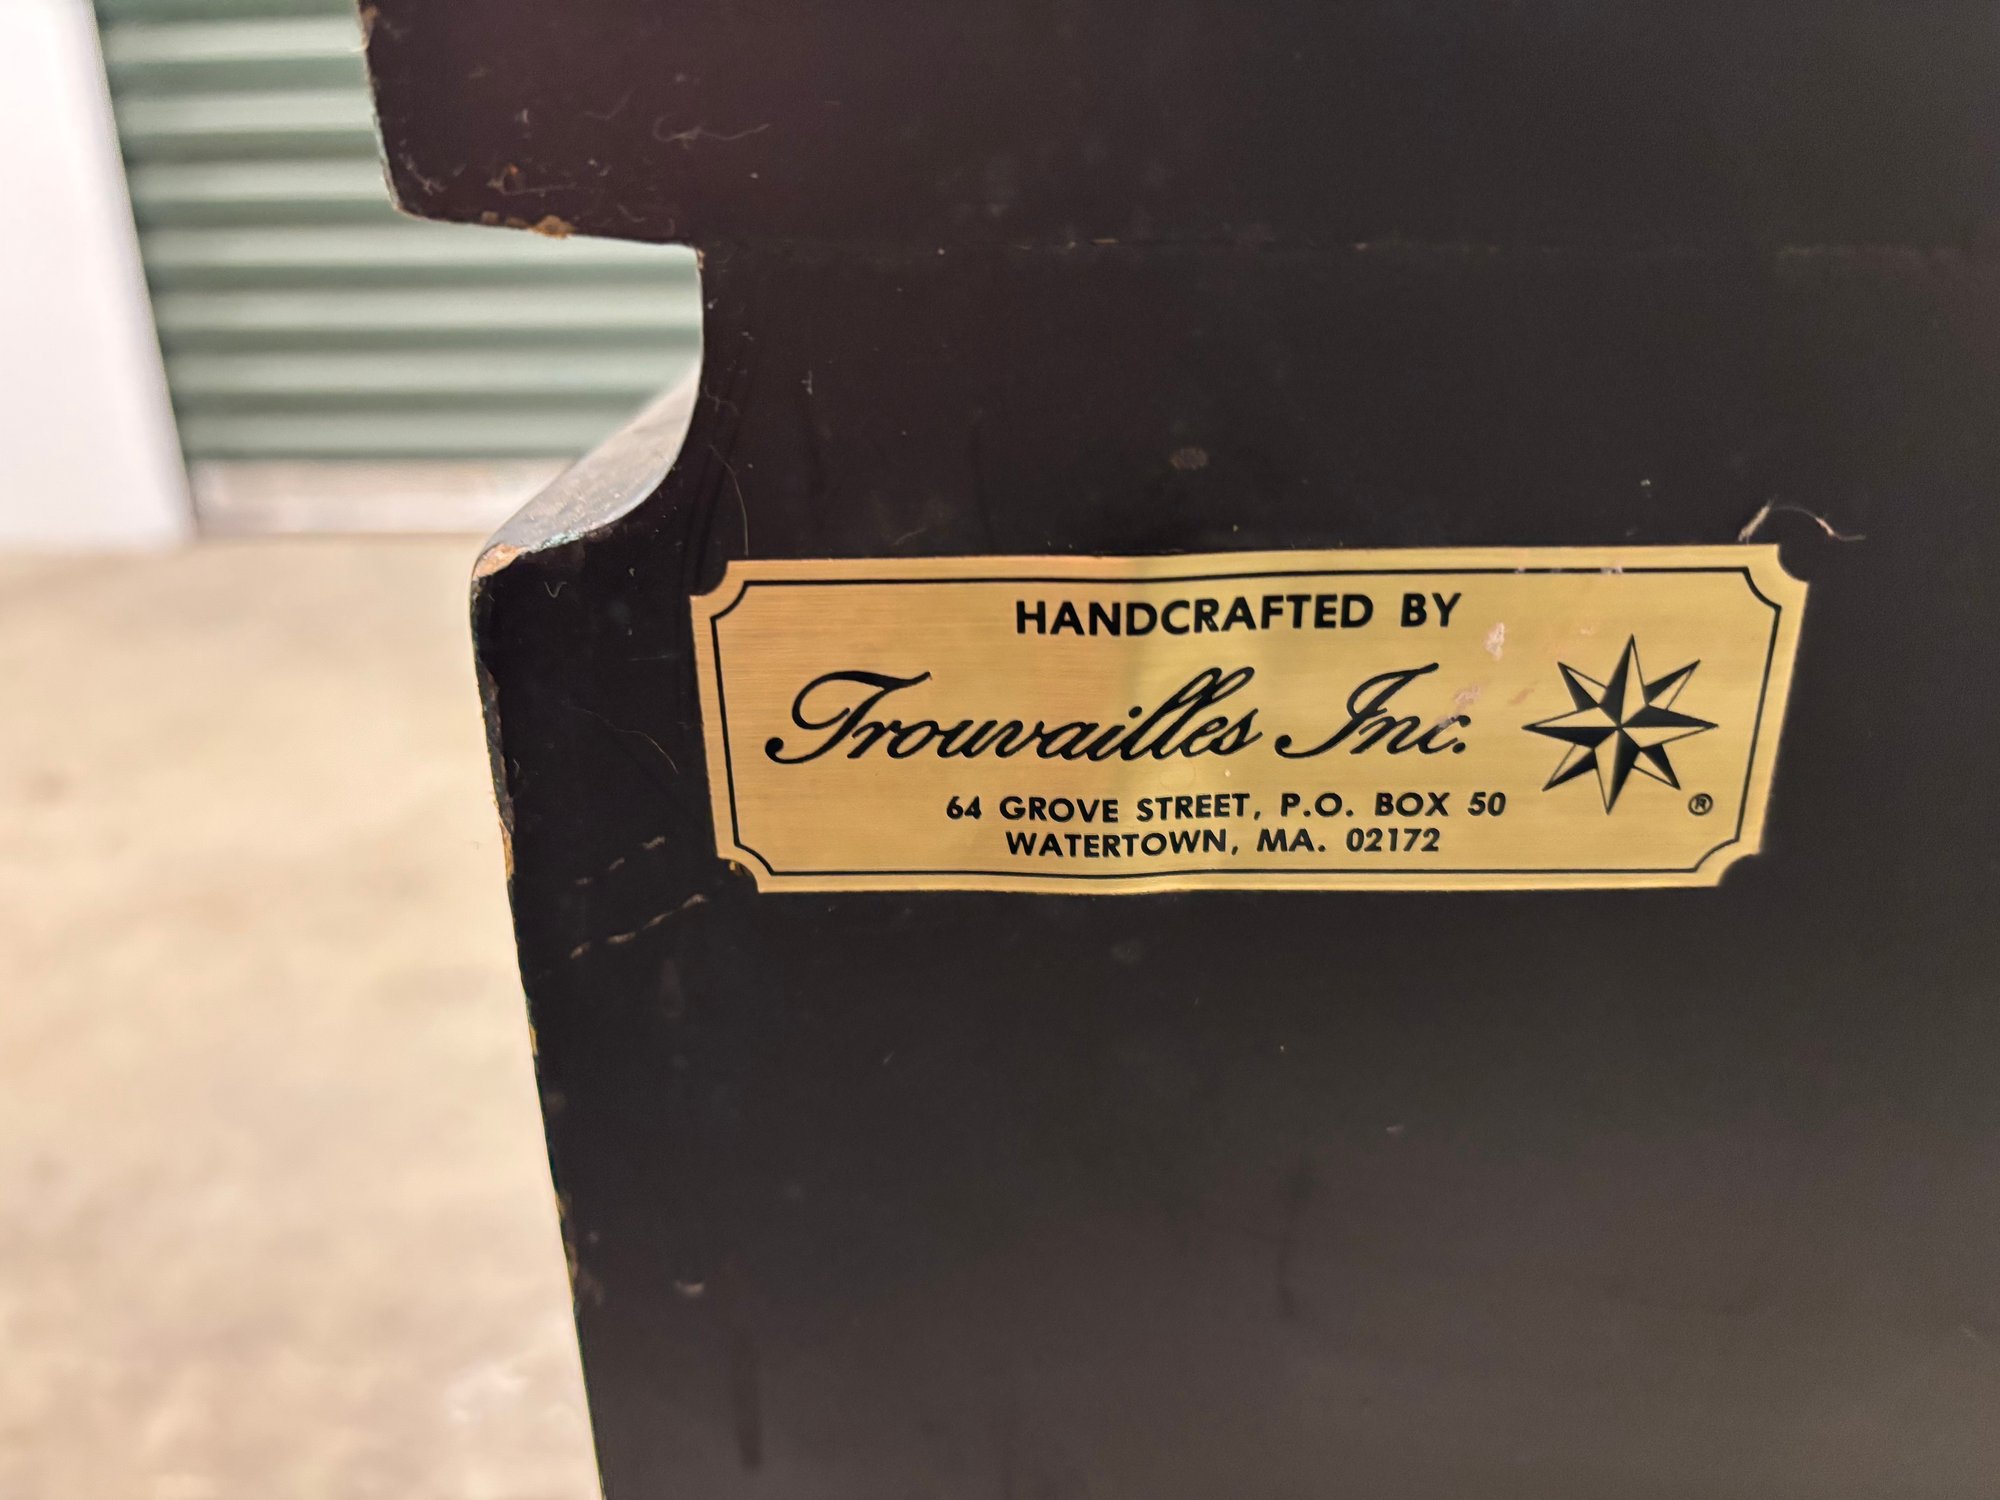 HANDCRAFTED BY
Trouvailles Inc.
64 GROVE STREET, P.O. BOX 50
WATERTOWN, MA. 02172
®